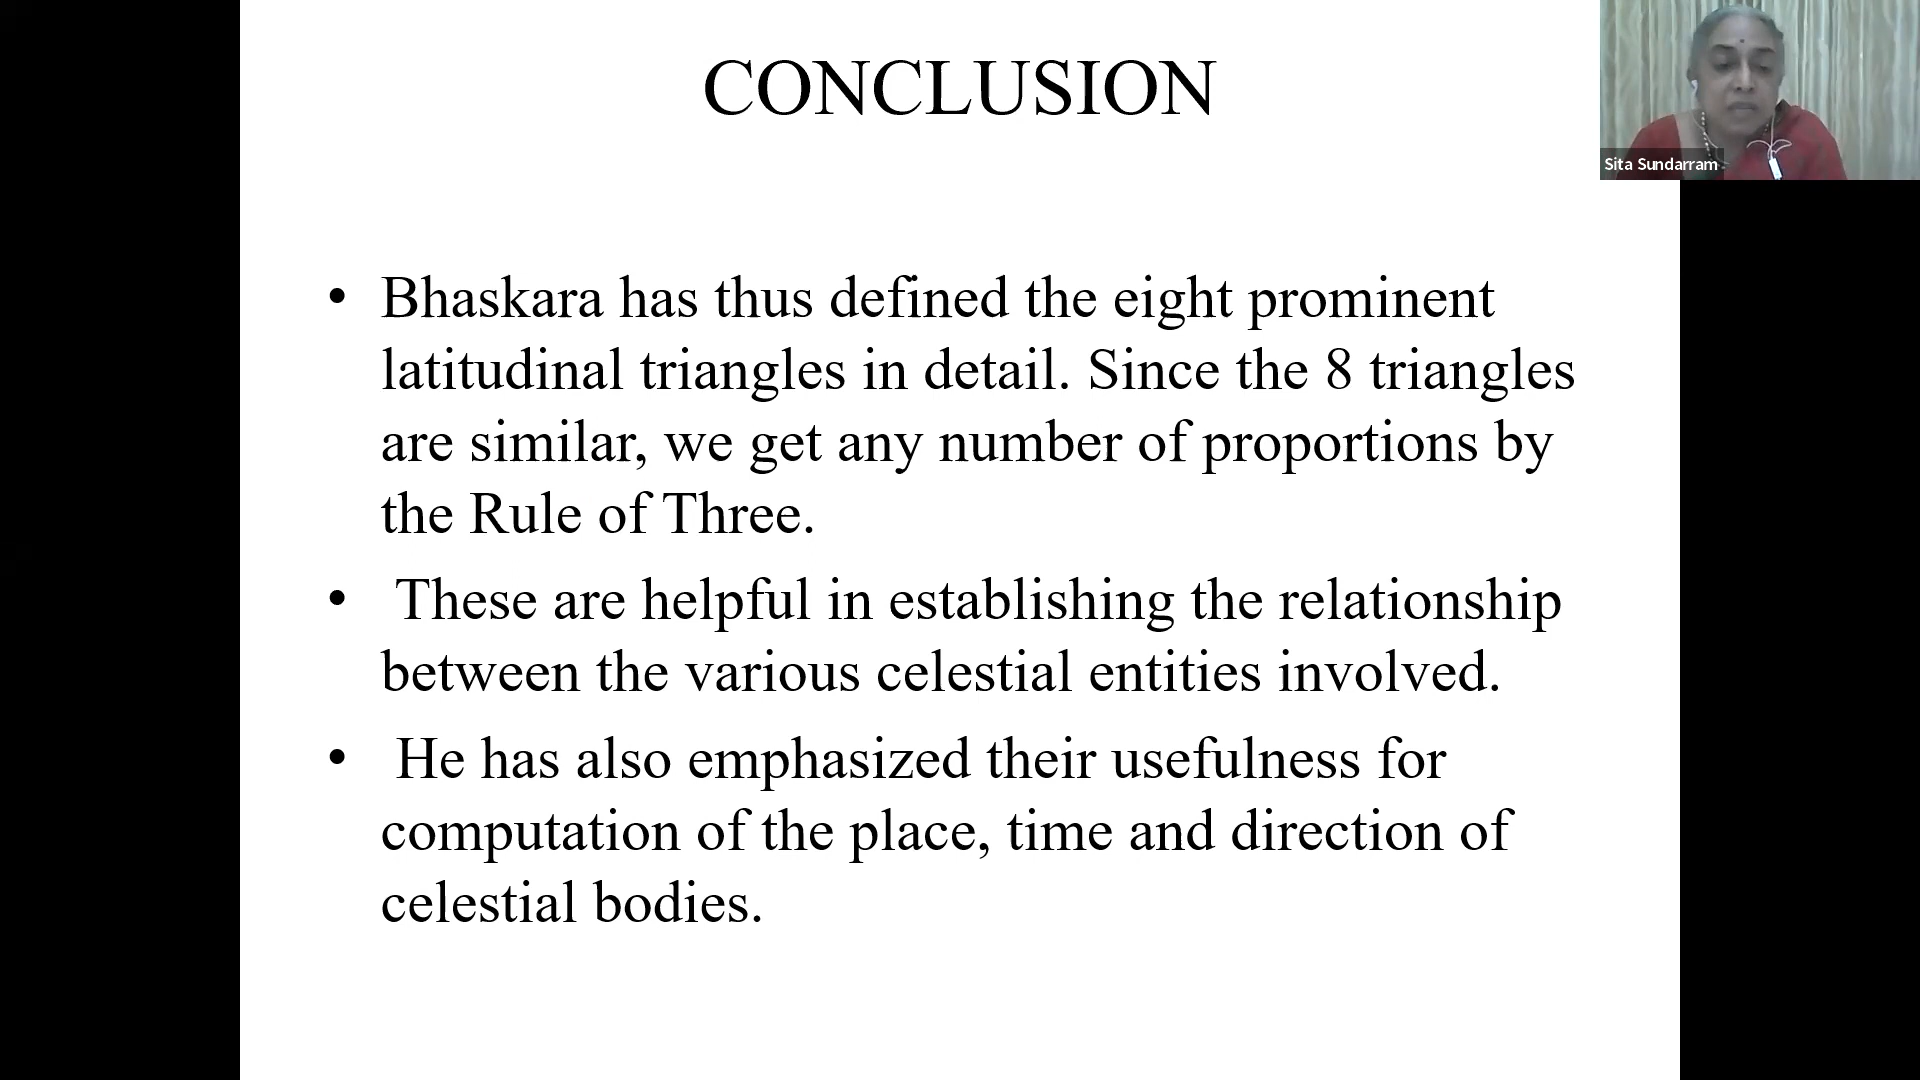 CONCLUSION
Sita Sundarram
• Bhaskara has thus defined the eight prominent
latitudinal triangles in detail. Since the 8 triangles
are similar, we get any number of proportions by
the Rule of Three.
• These are helpful in establishing the relationship
between the various celestial entities involved.
• He has also emphasized their usefulness for
computation of the place, time and direction of
celestial bodies.